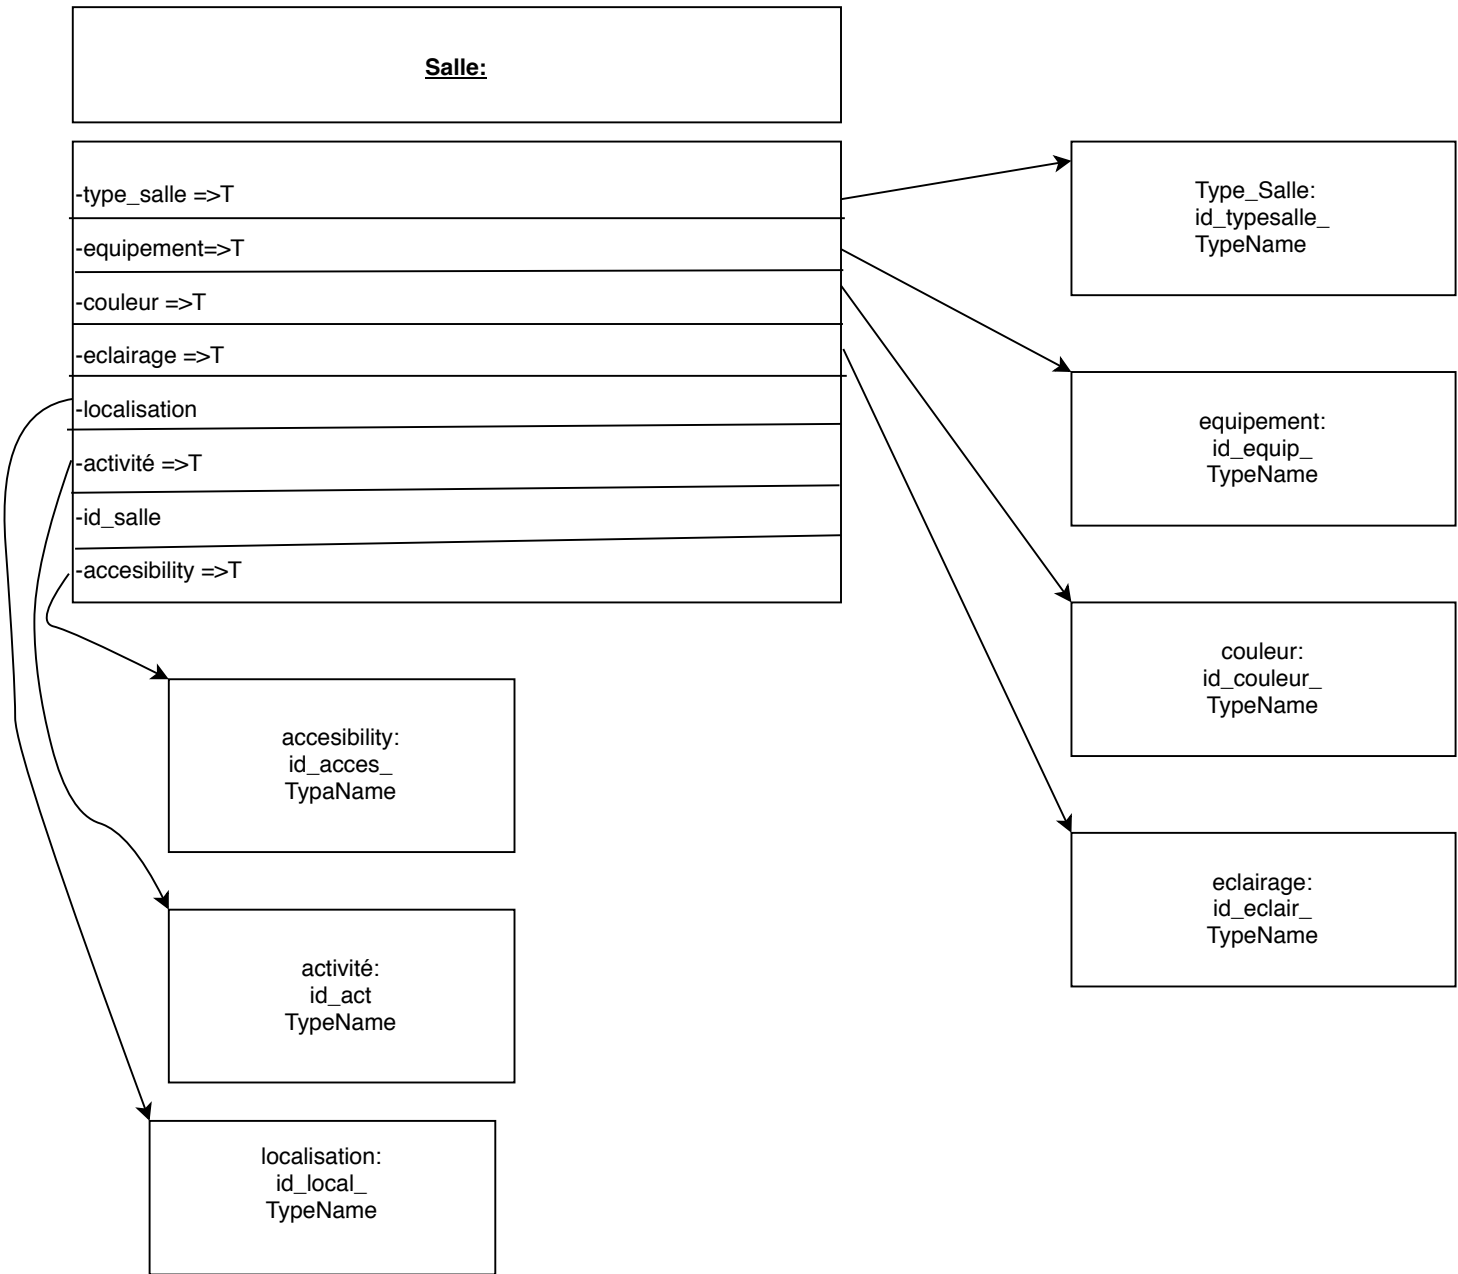 Salle:
-type_salle =>T
-equipement=>T
-couleur =>T
-eclairage =>T
-localisation
-activité =>T
-id_salle
-accesibility =>T
Type_Salle:
id_typesalle_
TypeName
equipement:
id_equip_
TypeName
couleur:
id_couleur_
TypeName
eclairage:
id_eclair_
TypeName
accesibility:
id_acces_
TypaName
activité:
id_act
TypeName
localisation:
id_local_
TypeName